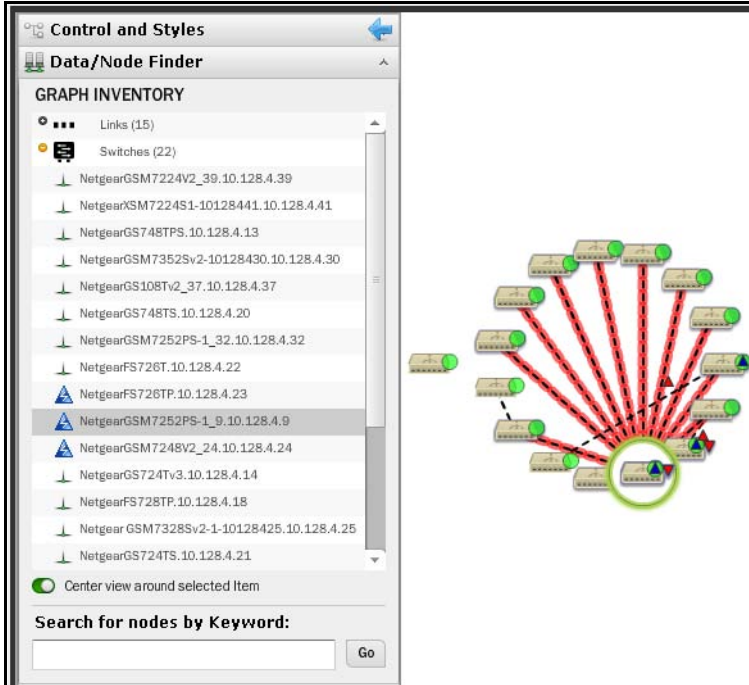 Control and Styles
Data/Node Finder
GRAPH INVENTORY
Links (15)
Switches (22)
NetgearGSM7224V2_39.10.128.4.39
NetgearXSM7224S1-10128441.10.128.4.41
NetgearGS748TPS.10.128.4.13
NetgearGSM7352Sv2-10128430.10.128.4.30
NetgearGS108Tv2_37.10.128.4.37
NetgearGS748TS.10.128.4.20
NetgearGSM7252PS-1_32.10.128.4.32
NetgearFS726T.10.128.4.22
NetgearFS726TP.10.128.4.23
NetgearGSM7252PS-1_9.10.128.4.9
NetgearGSM7248V2_24.10.128.4.24
NetgearGS724Tv3.10.128.4.14
NetgearFS728TP.10.128.4.18
Netgear GSM7328Sv2-1-10128425.10.128.4.25
NetgearGS724TS.10.128.4.21
Center view around selected Item
Search for nodes by Keyword:
Go